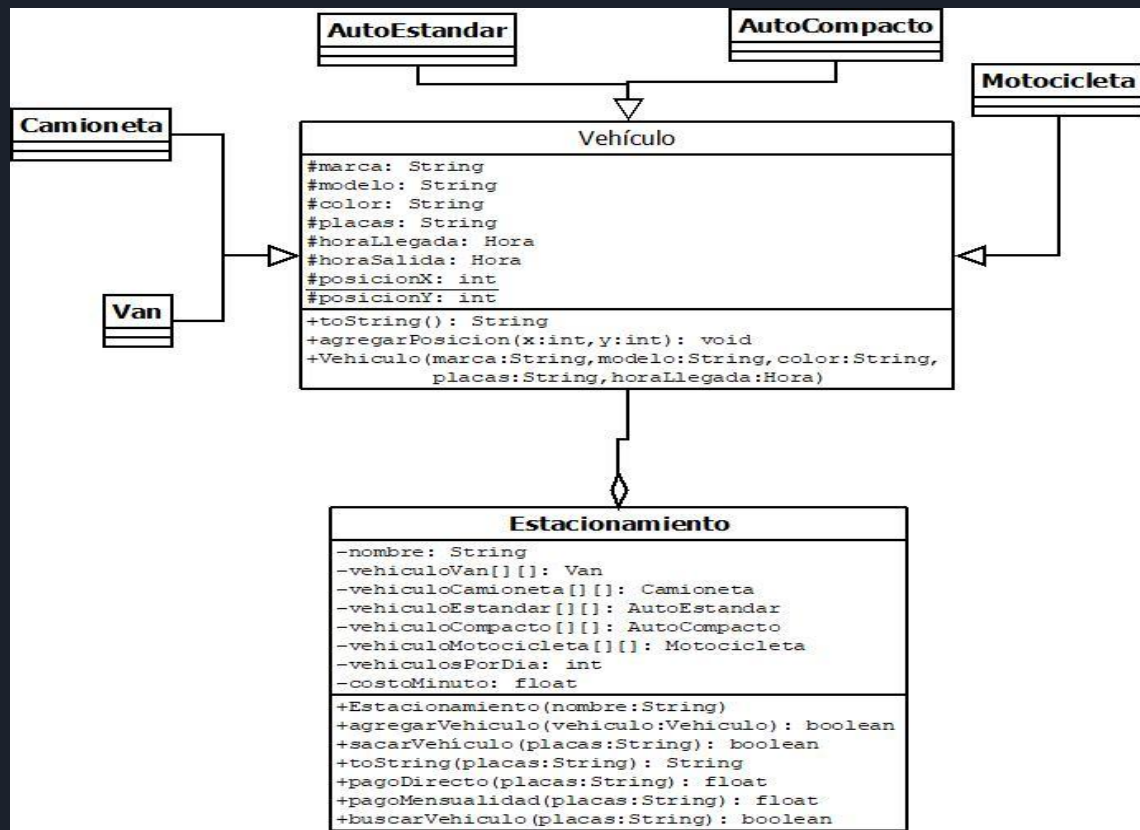 AutoEstandar
AutoCompacto
Motocicleta
Camioneta
Van
Vehículo
#marca: String
#modelo: String
#color: String
#placas: String
#horaLlegada: Hora
#horaSalida: Hora
#posicionX: int
#posicionY: int
+toString(): String
+agregarPosicion(x:int,y:int): void
+Vehiculo(marca:String,modelo:String,color:String,
placas:String,horaLlegada:Hora)
Estacionamiento
-nombre: String
-vehiculoVan[][]: Van
-vehiculoCamioneta[][]: Camioneta
-vehiculoEstandar[][]: AutoEstandar
-vehiculoCompacto[][]: AutoCompacto
-vehiculoMotocicleta[][]: Motocicleta
-vehiculosPorDia: int
-costoMinuto: float
+Estacionamiento(nombre:String)
+agregarVehiculo(vehiculo:Vehiculo): boolean
+sacarVehículo(placas:String): boolean
+toString(placas:String): String
+pagoDirecto(placas:String): float
+pagoMensualidad(placas:String): float
+buscarVehiculo(placas:String): boolean